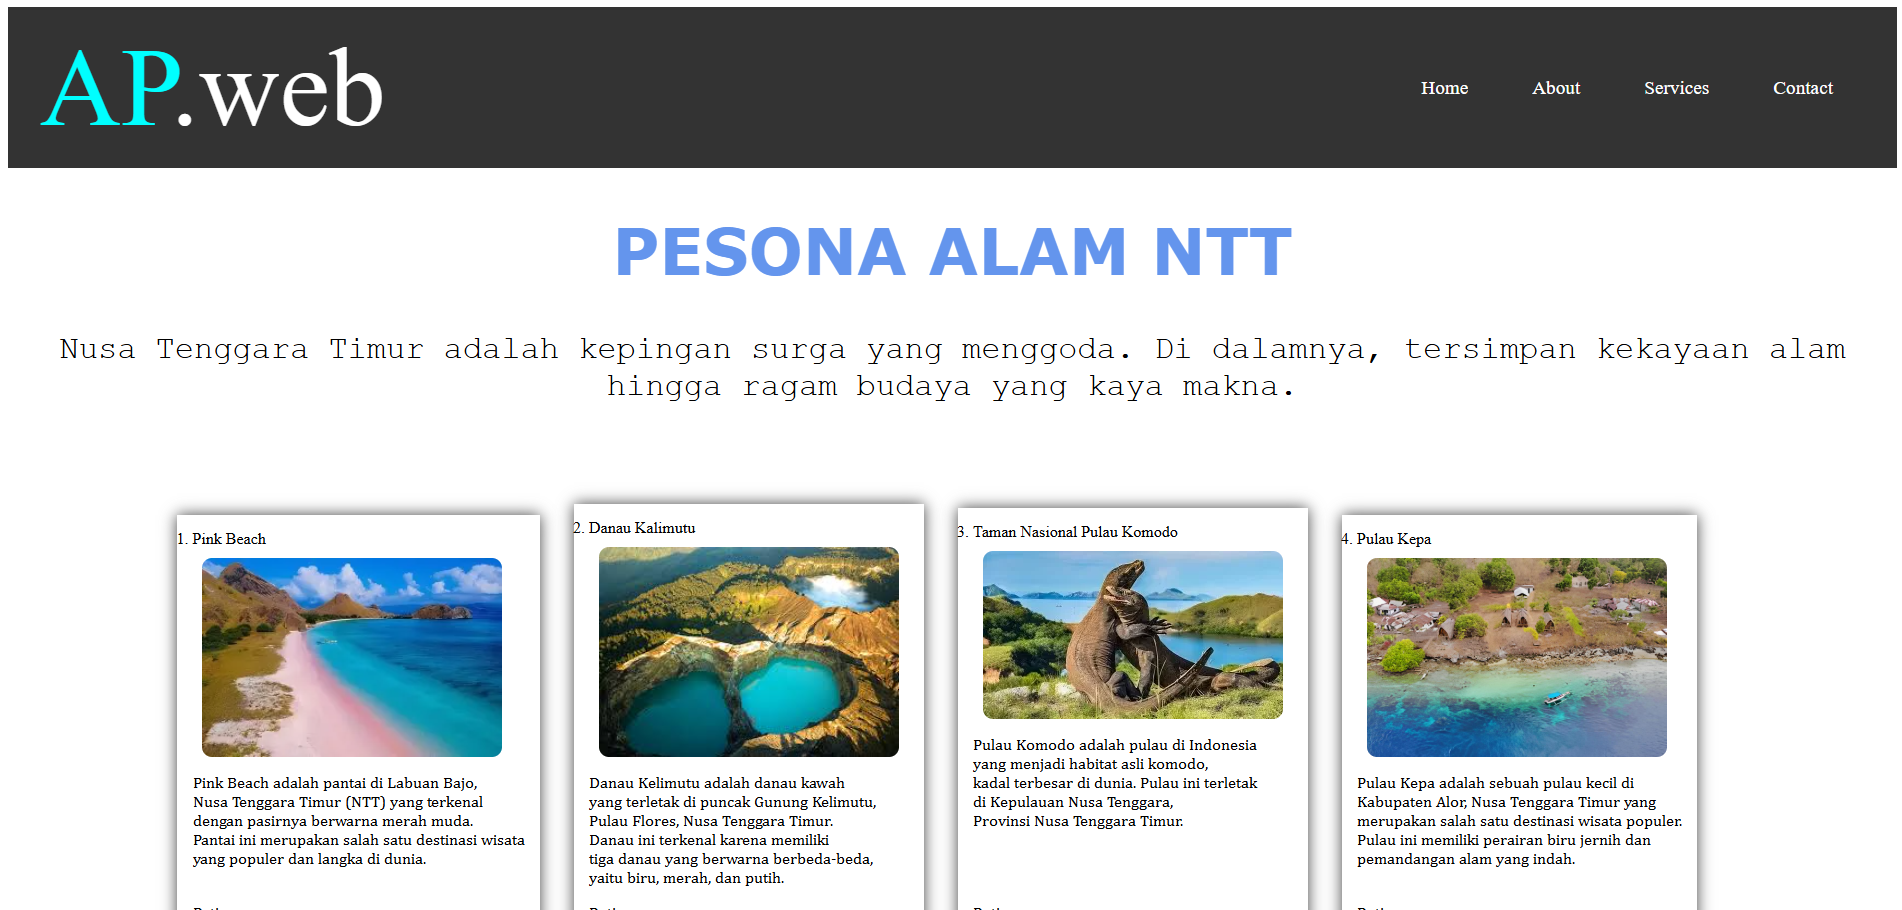 AP.web
Home About Services Contact
PESONA ALAM NTT
Nusa Tenggara Timur adalah kepingan surga yang menggoda. Di dalamnya, tersimpan kekayaan alam
hingga ragam budaya yang kaya makna.
1. Pink Beach
Pink Beach adalah pantai di Labuan Bajo,
Nusa Tenggara Timur (NTT) yang terkenal
dengan pasirnya berwarna merah muda.
Pantai ini merupakan salah satu destinasi wisata
yang populer dan langka di dunia.
2. Danau Kalimutu
Danau Kelimutu adalah danau kawah
yang terletak di puncak Gunung Kelimutu,
Pulau Flores, Nusa Tenggara Timur.
Danau ini terkenal karena memiliki
tiga danau yang berwarna berbeda-beda,
yaitu biru, merah, dan putih.
3. Taman Nasional Pulau Komodo
Pulau Komodo adalah pulau di Indonesia
yang menjadi habitat asli komodo,
kadal terbesar di dunia. Pulau ini terletak
di Kepulauan Nusa Tenggara,
Provinsi Nusa Tenggara Timur.
4. Pulau Kepa
Pulau Kepa adalah sebuah pulau kecil di
Kabupaten Alor, Nusa Tenggara Timur yang
merupakan salah satu destinasi wisata populer.
Pulau ini memiliki perairan biru jernih dan
pemandangan alam yang indah.